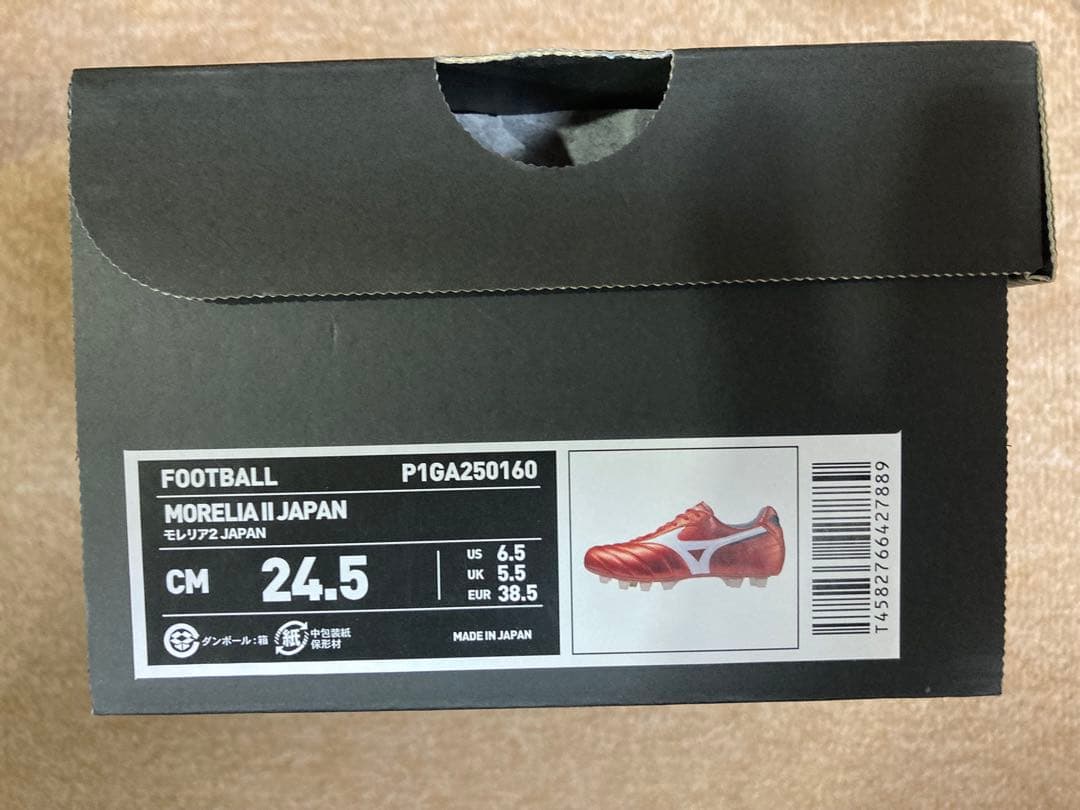 FOOTBALL P1GA250160
MORELIA II JAPAN
モレリア2 JAPAN
CM 24.5
US 6.5
UK 5.5
EUR 38.5
ダンボール:箱
紙
中包装紙
保形材
MADE IN JAPAN
T4582766427889